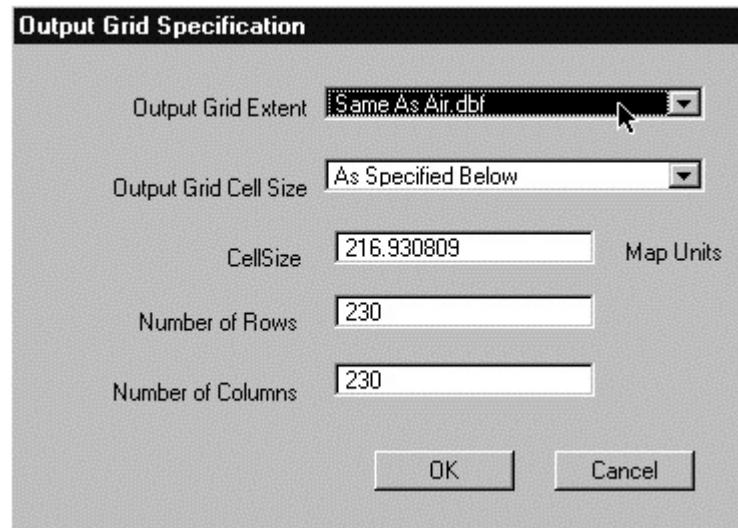 Output Grid Specification
Output Grid Extent Same As Air.dbf
Output Grid Cell Size As Specified Below
CellSize 216.930809 Map Units
Number of Rows 230
Number of Columns 230
OK Cancel